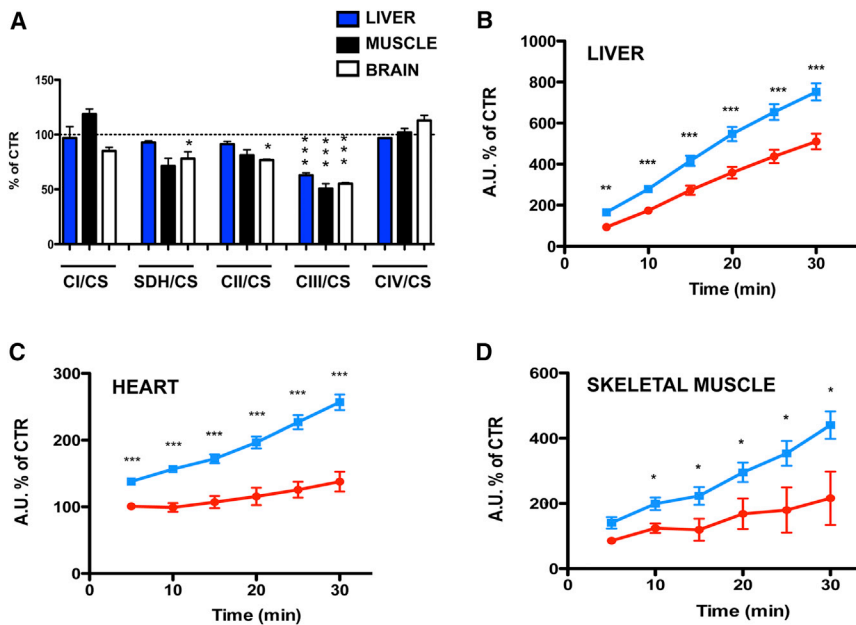 A
LIVER
MUSCLE
BRAIN
% of CTR
150
100
50
0
*
*
***
***
***
CI/CS
SDH/CS
CII/CS
CIII/CS
CIV/CS
B
LIVER
A.U. % of CTR
1000
800
600
400
200
0
**
***
***
***
***
***
0
10
20
30
Time (min)
C
HEART
A.U. % of CTR
300
200
100
0
***
***
***
***
***
***
0
10
20
30
Time (min)
D
SKELETAL MUSCLE
A.U. % of CTR
600
400
200
0
*
*
*
*
*
0
10
20
30
Time (min)